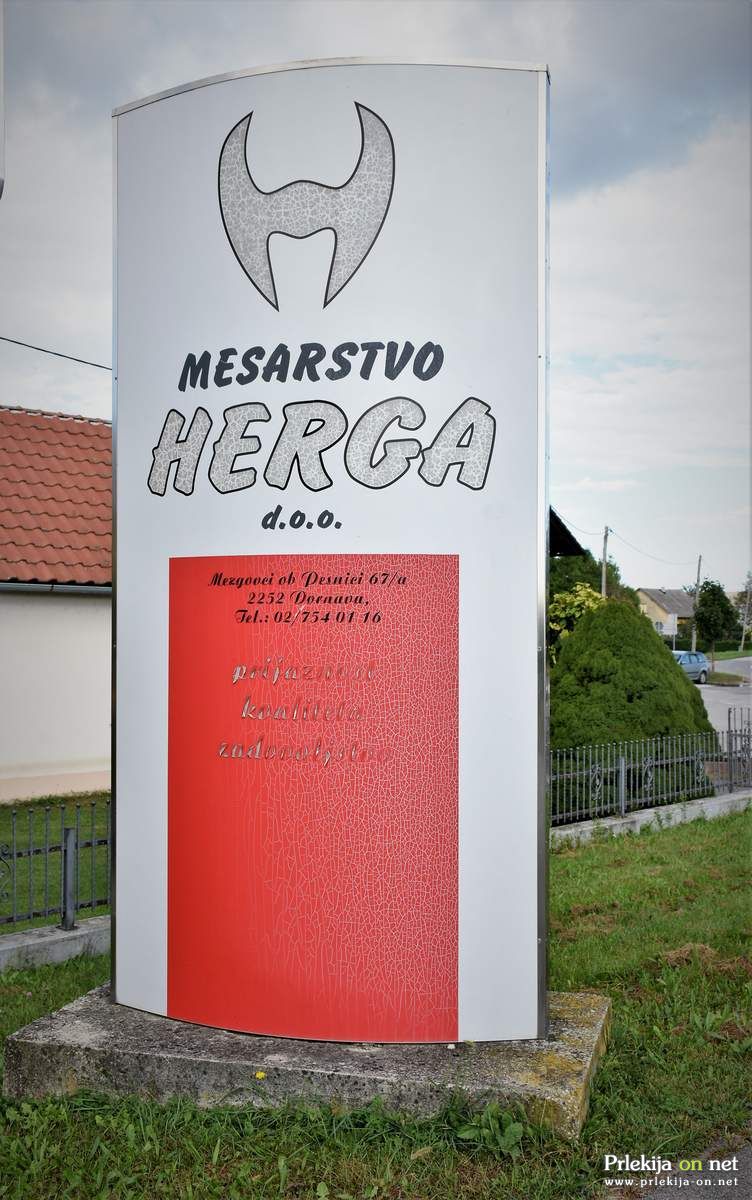 MESARSTVO
HERGA
d.o.o.
Mezgovci ob Pesnici 67/a
2252 Dornava,
Tel.: 02/754 01 16
prijaznost
kvaliteta
zadovoljstvo
Prlekija on net
www.prlekija-on.net